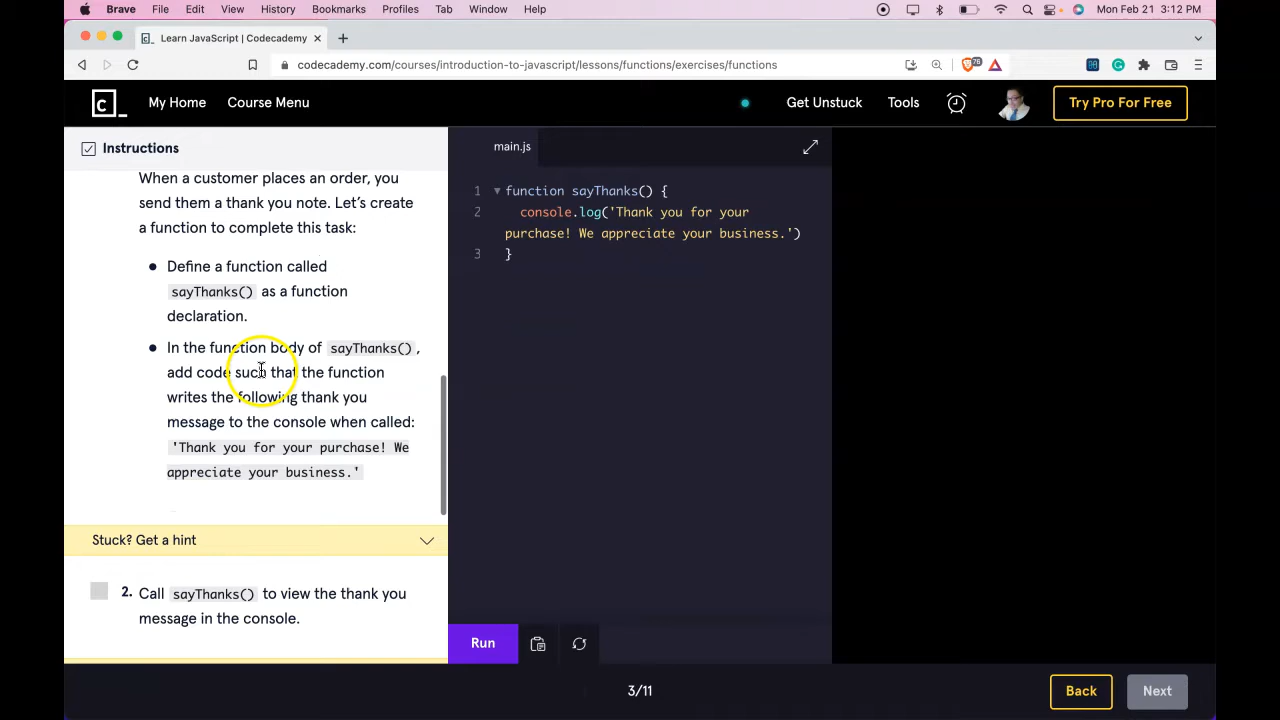 Brave File Edit View History Bookmarks Profiles Tab Window Help Mon Feb 21 3:12 PM
Learn JavaScript | Codecademy
codecademy.com/courses/introduction-to-javascript/lessons/functions/exercises/functions
76
c_ My Home Course Menu Get Unstuck Tools Try Pro For Free
Instructions
When a customer places an order, you
send them a thank you note. Let's create
a function to complete this task:
Define a function called
sayThanks() as a function
declaration.
In the function body of sayThanks(),
add code such that the function
writes the following thank you
message to the console when called:
'Thank you for your purchase! We
appreciate your business.'
Stuck? Get a hint
2. Call sayThanks() to view the thank you
message in the console.
main.js
1 function sayThanks() {
2 console.log('Thank you for your
purchase! We appreciate your business.')
3 }
Run
3/11
Back Next